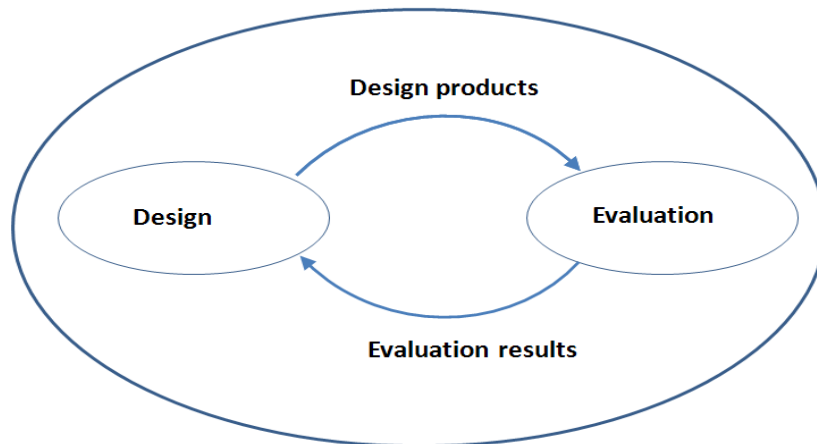 Design products
Design
Evaluation
Evaluation results